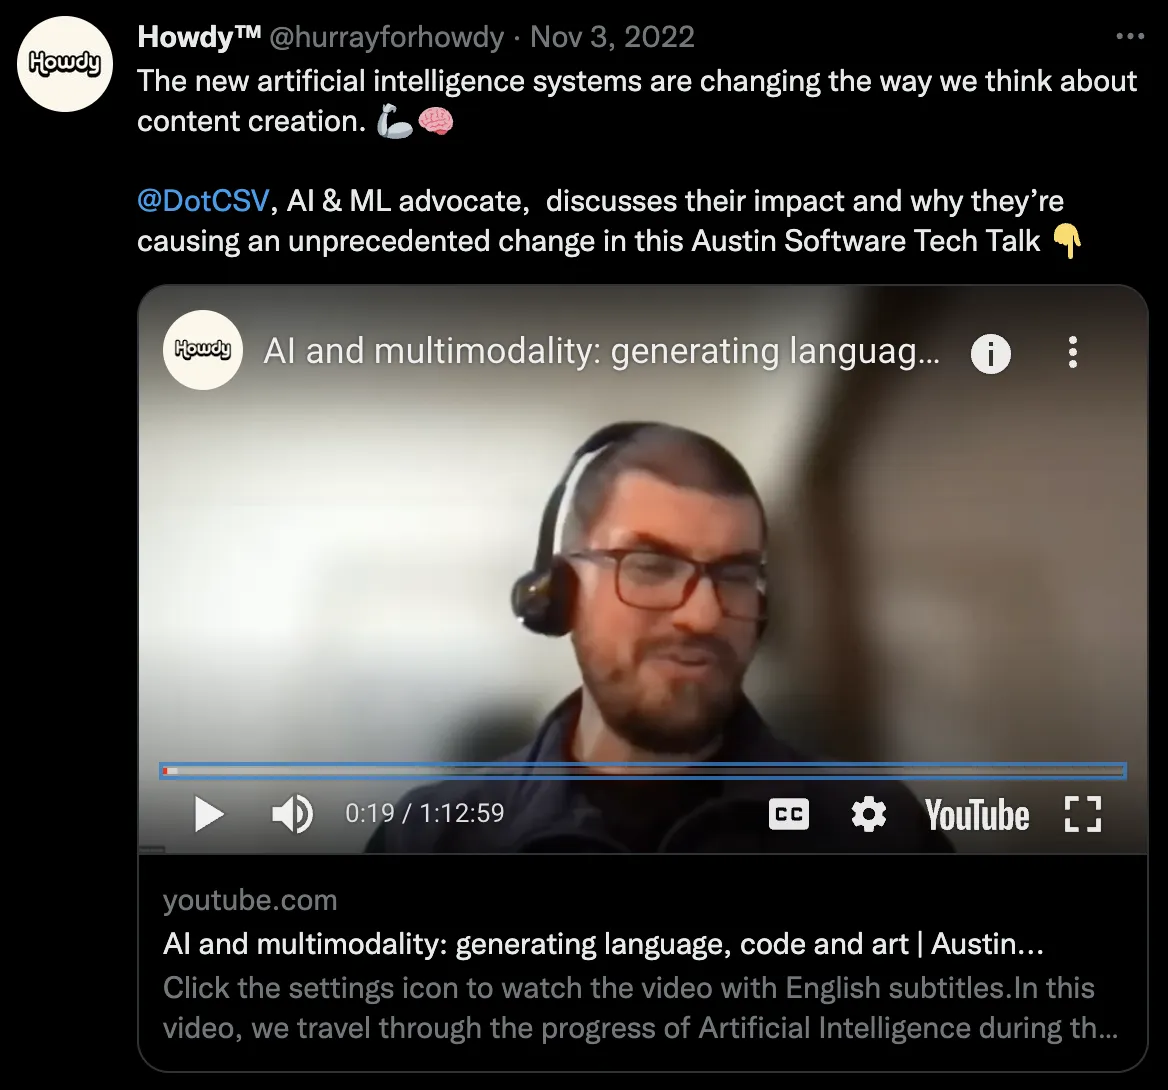 Howdy
Howdy™ @hurrayforhowdy · Nov 3, 2022
The new artificial intelligence systems are changing the way we think about
content creation. 🦾🧠
@DotCSV, AI & ML advocate,  discusses their impact and why they’re
causing an unprecedented change in this Austin Software Tech Talk 👇
Howdy
AI and multimodality: generating languag...
0:19 / 1:12:59
CC
YouTube
youtube.com
AI and multimodality: generating language, code and art | Austin...
Click the settings icon to watch the video with English subtitles.In this
video, we travel through the progress of Artificial Intelligence during th...